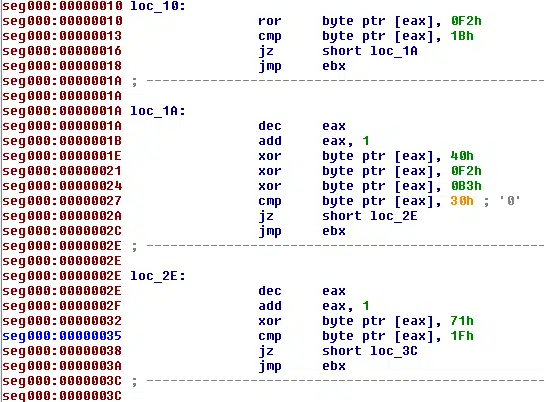 seg000:00000010 loc_10:
seg000:00000010 ror byte ptr [eax], 0F2h
seg000:00000013 cmp byte ptr [eax], 1Bh
seg000:00000016 jz short loc_1A
seg000:00000018 jmp ebx
seg000:0000001A ; ---------------------------------------------------
seg000:0000001A
seg000:0000001A loc_1A:
seg000:0000001A dec eax
seg000:0000001B add eax, 1
seg000:0000001E xor byte ptr [eax], 40h
seg000:00000021 xor byte ptr [eax], 0F2h
seg000:00000024 xor byte ptr [eax], 0B3h
seg000:00000027 cmp byte ptr [eax], 30h ; '0'
seg000:0000002A jz short loc_2E
seg000:0000002C jmp ebx
seg000:0000002E ; ---------------------------------------------------
seg000:0000002E
seg000:0000002E loc_2E:
seg000:0000002E dec eax
seg000:0000002F add eax, 1
seg000:00000032 xor byte ptr [eax], 71h
seg000:00000035 cmp byte ptr [eax], 1Fh
seg000:00000038 jz short loc_3C
seg000:0000003A jmp ebx
seg000:0000003C ; ---------------------------------------------------
seg000:0000003C